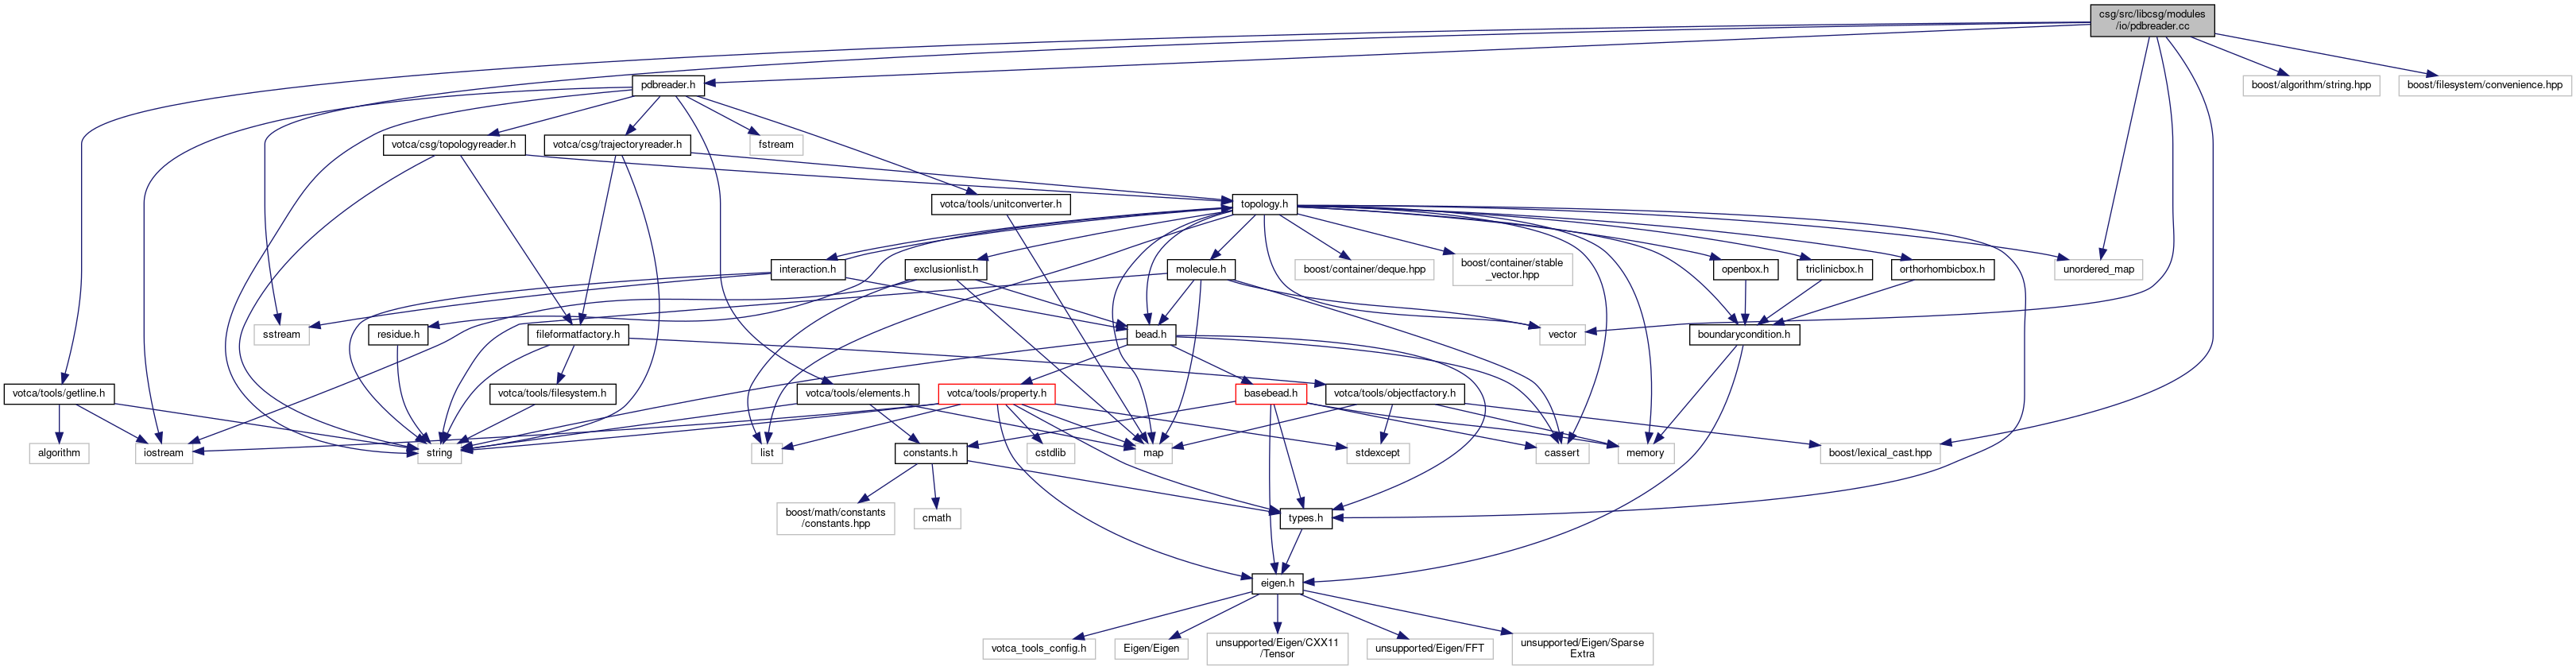 csg/src/libcsg/modules
/io/pdbreader.cc
pdbreader.h
boost/algorithm/string.hpp
boost/filesystem/convenience.hpp
votca/csg/topologyreader.h
votca/csg/trajectoryreader.h
fstream
votca/tools/unitconverter.h
topology.h
interaction.h
exclusionlist.h
molecule.h
boost/container/deque.hpp
boost/container/stable
_vector.hpp
openbox.h
triclinicbox.h
orthorhombicbox.h
unordered_map
sstream
residue.h
fileformatfactory.h
bead.h
vector
boundarycondition.h
votca/tools/getline.h
votca/tools/filesystem.h
votca/tools/elements.h
votca/tools/property.h
basebead.h
votca/tools/objectfactory.h
algorithm
iostream
string
list
constants.h
cstdlib
map
stdexcept
cassert
memory
boost/lexical_cast.hpp
boost/math/constants
/constants.hpp
cmath
types.h
eigen.h
votca_tools_config.h
Eigen/Eigen
unsupported/Eigen/CXX11
/Tensor
unsupported/Eigen/FFT
unsupported/Eigen/Sparse
Extra